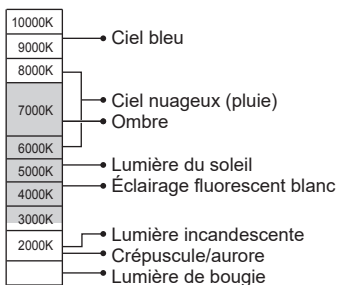 10000K
9000K
8000K
7000K
6000K
5000K
4000K
3000K
2000K
Ciel bleu
Ciel nuageux (pluie)
Ombre
Lumière du soleil
Éclairage fluorescent blanc
Lumière incandescente
Crépuscule/aurore
Lumière de bougie